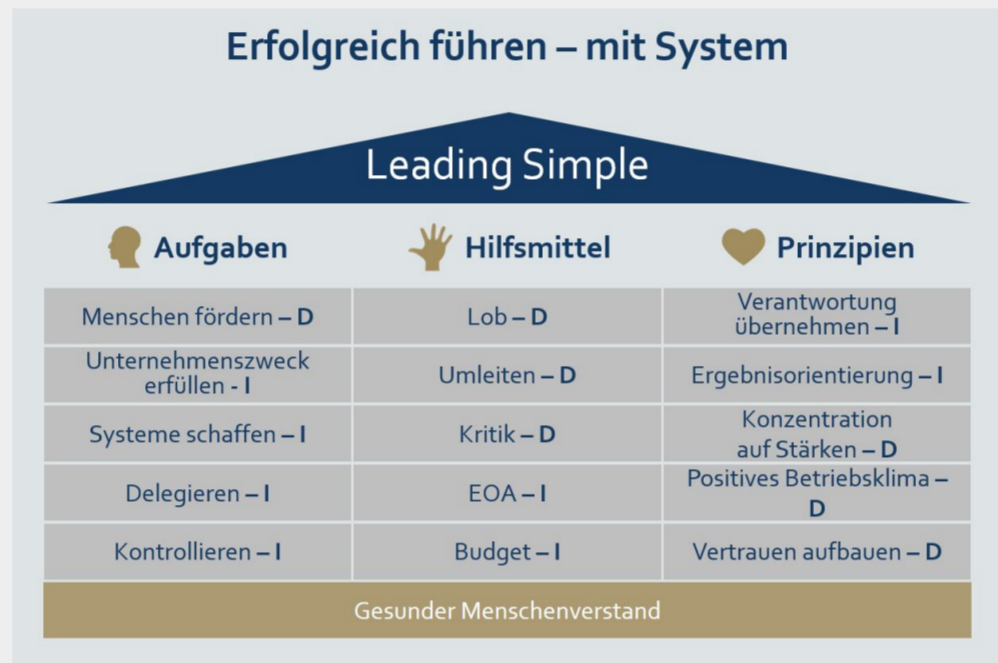 Erfolgreich führen – mit System
Leading Simple
Aufgaben
Hilfsmittel
Prinzipien
Menschen fördern – D
Lob – D
Verantwortung
übernehmen – I
Unternehmenszweck
erfüllen - I
Umleiten – D
Ergebnisorientierung – I
Systeme schaffen – I
Kritik – D
Konzentration
auf Stärken – D
Delegieren – I
EOA – I
Positives Betriebsklima –
D
Kontrollieren – I
Budget – I
Vertrauen aufbauen – D
Gesunder Menschenverstand